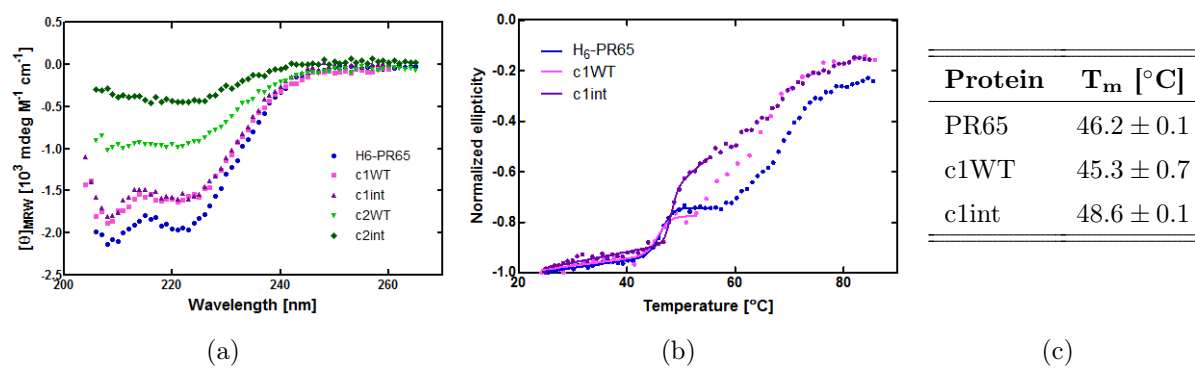 0.5
0.0
-0.5
-1.0
-1.5
-2.0
-2.5
[θ]MRW [10³ mdeg M⁻¹ cm⁻¹]
200
220
240
260
280
Wavelength [nm]
H6-PR65
c1WT
c1int
c2WT
c2int
(a)
0.0
-0.2
-0.4
-0.6
-0.8
-1.0
Normalized ellipticity
20
40
60
80
Temperature [°C]
H₆-PR65
c1WT
c1int
(b)
Protein Tₘ [°C]
PR65 46.2 ± 0.1
c1WT 45.3 ± 0.7
c1int 48.6 ± 0.1
(c)